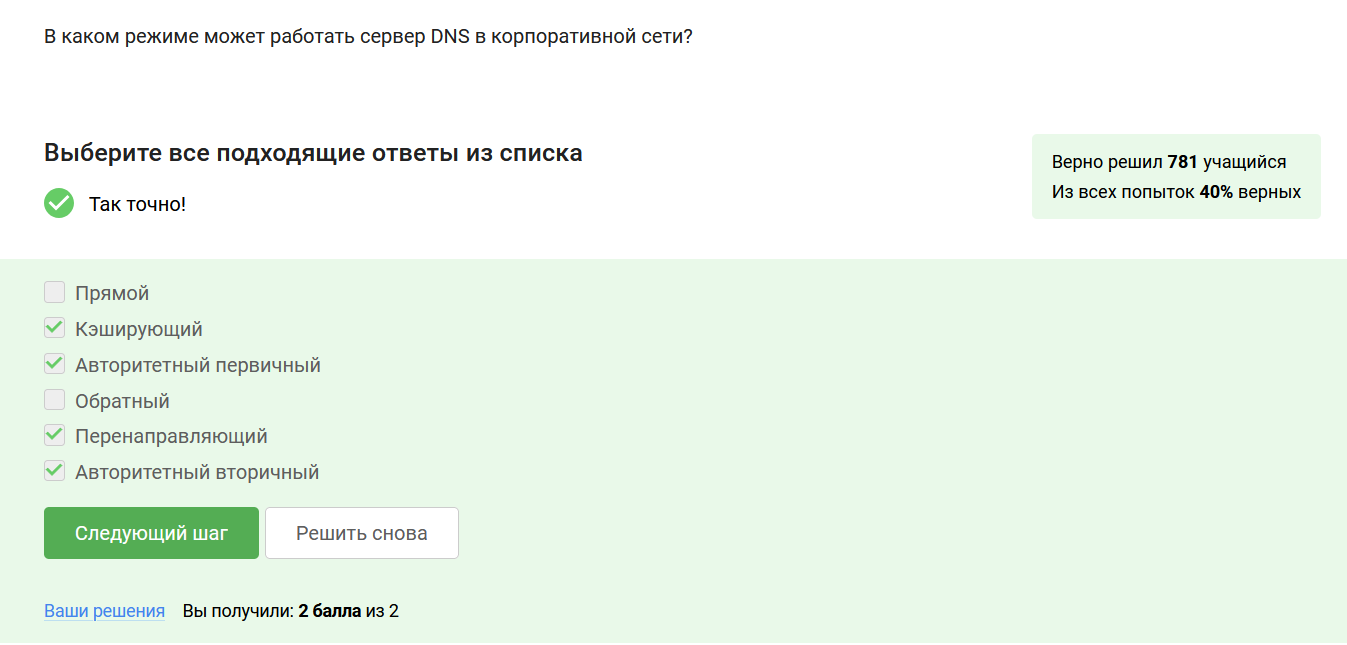 В каком режиме может работать сервер DNS в корпоративной сети?
Выберите все подходящие ответы из списка
Верно решил 781 учащийся
Из всех попыток 40% верных
Так точно!
Прямой
Кэширующий
Авторитетный первичный
Обратный
Перенаправляющий
Авторитетный вторичный
Следующий шаг
Решить снова
Ваши решения Вы получили: 2 балла из 2